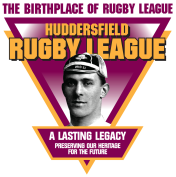 THE BIRTHPLACE OF RUGBY LEAGUE
HUDDERSFIELD
RUGBY LEAGUE
A LASTING LEGACY
PRESERVING OUR HERITAGE
FOR THE FUTURE